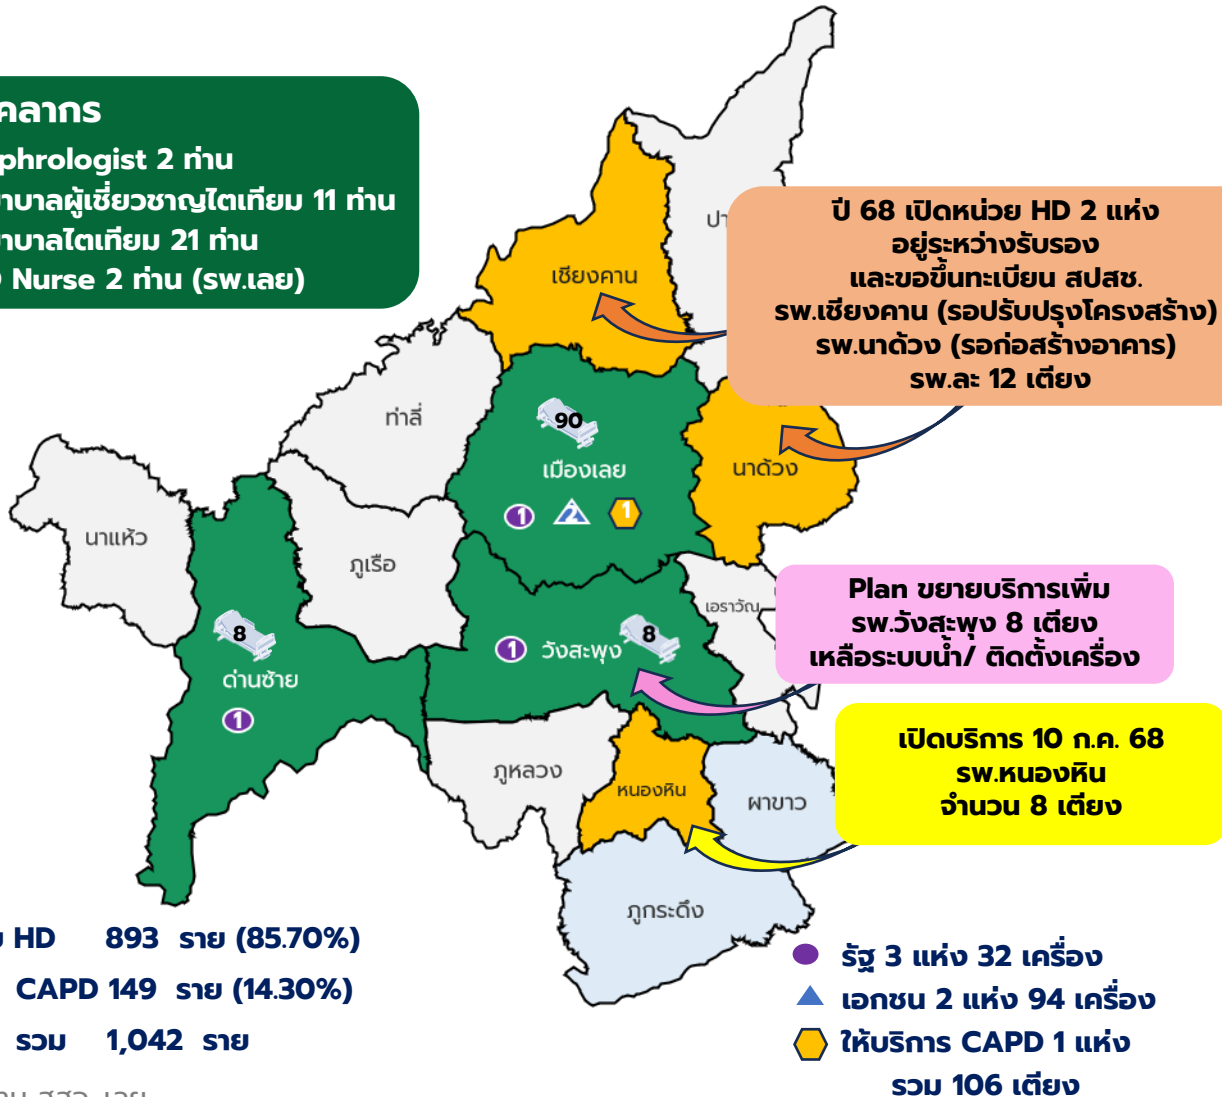 คลากร
phrologist 2 ท่าน
าบาลผู้เชี่ยวชาญไตเทียม 11 ท่าน
าบาลไตเทียม 21 ท่าน
Nurse 2 ท่าน (รพ.เลย)
ปี 68 เปิดหน่วย HD 2 แห่ง
อยู่ระหว่างรับรอง
และขอขึ้นทะเบียน สปสช.
รพ.เชียงคาน (รอปรับปรุงโครงสร้าง)
รพ.นาด้วง (รอก่อสร้างอาคาร)
รพ.ละ 12 เตียง
ปา
เชียงคาน
ท่าลี่
90
เมืองเลย
1 2 1
นาด้วง
นาแห้ว
ภูเรือ
เอราวัณ
Plan ขยายบริการเพิ่ม
รพ.วังสะพุง 8 เตียง
เหลือระบบน้ำ/ ติดตั้งเครื่อง
8
ด่านซ้าย
1
1 วังสะพุง 8
เปิดบริการ 10 ก.ค. 68
รพ.หนองหิน
จำนวน 8 เตียง
ภูหลวง
หนองหิน
ผาขาว
ภูกระดึง
HD 893 ราย (85.70%)
CAPD 149 ราย (14.30%)
รวม 1,042 ราย
รัฐ 3 แห่ง 32 เครื่อง
เอกชน 2 แห่ง 94 เครื่อง
ให้บริการ CAPD 1 แห่ง
รวม 106 เตียง